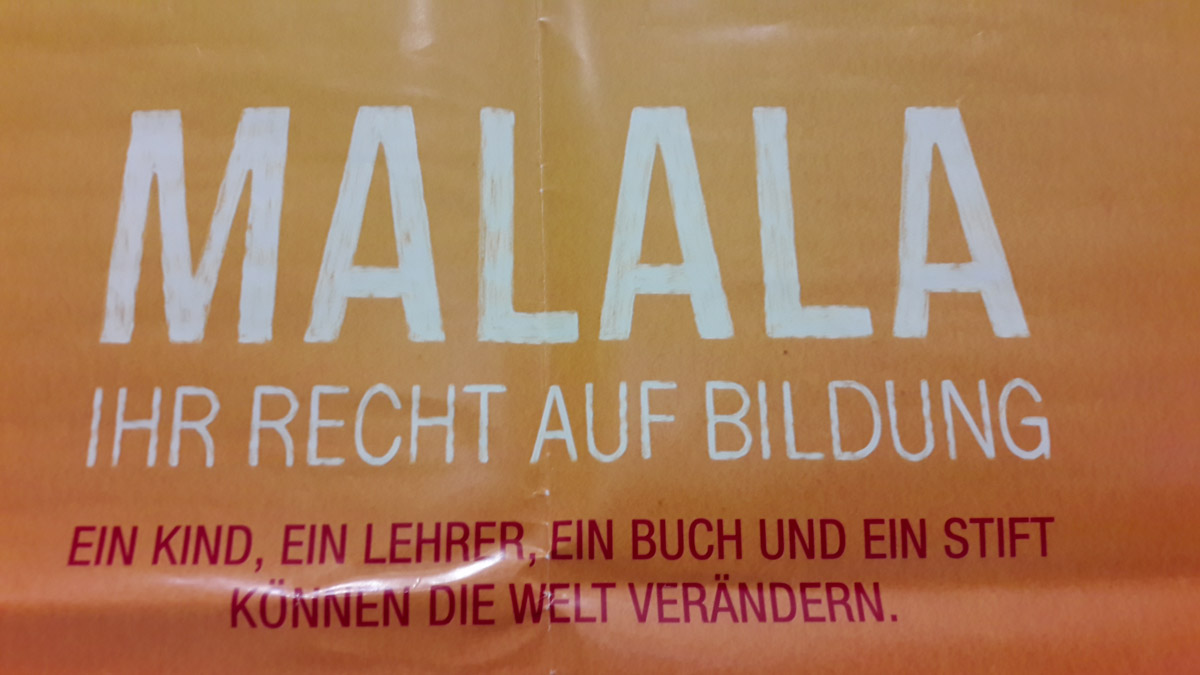 MALALA
IHR RECHT AUF BILDUNG
EIN KIND, EIN LEHRER, EIN BUCH UND EIN STIFT
KÖNNEN DIE WELT VERÄNDERN.